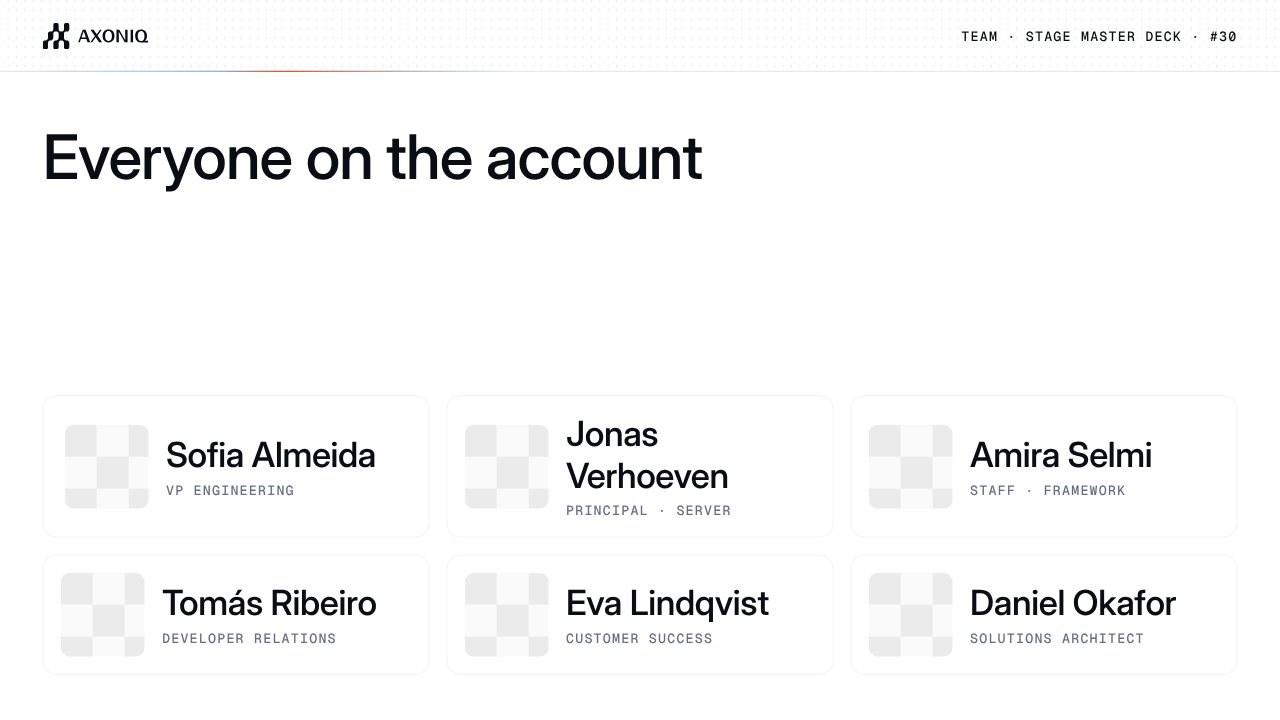 AXONIQ
TEAM · STAGE MASTER DECK · #30
Everyone on the account
Sofia Almeida
VP ENGINEERING
Jonas
Verhoeven
PRINCIPAL · SERVER
Amira Selmi
STAFF · FRAMEWORK
Tomás Ribeiro
DEVELOPER RELATIONS
Eva Lindqvist
CUSTOMER SUCCESS
Daniel Okafor
SOLUTIONS ARCHITECT